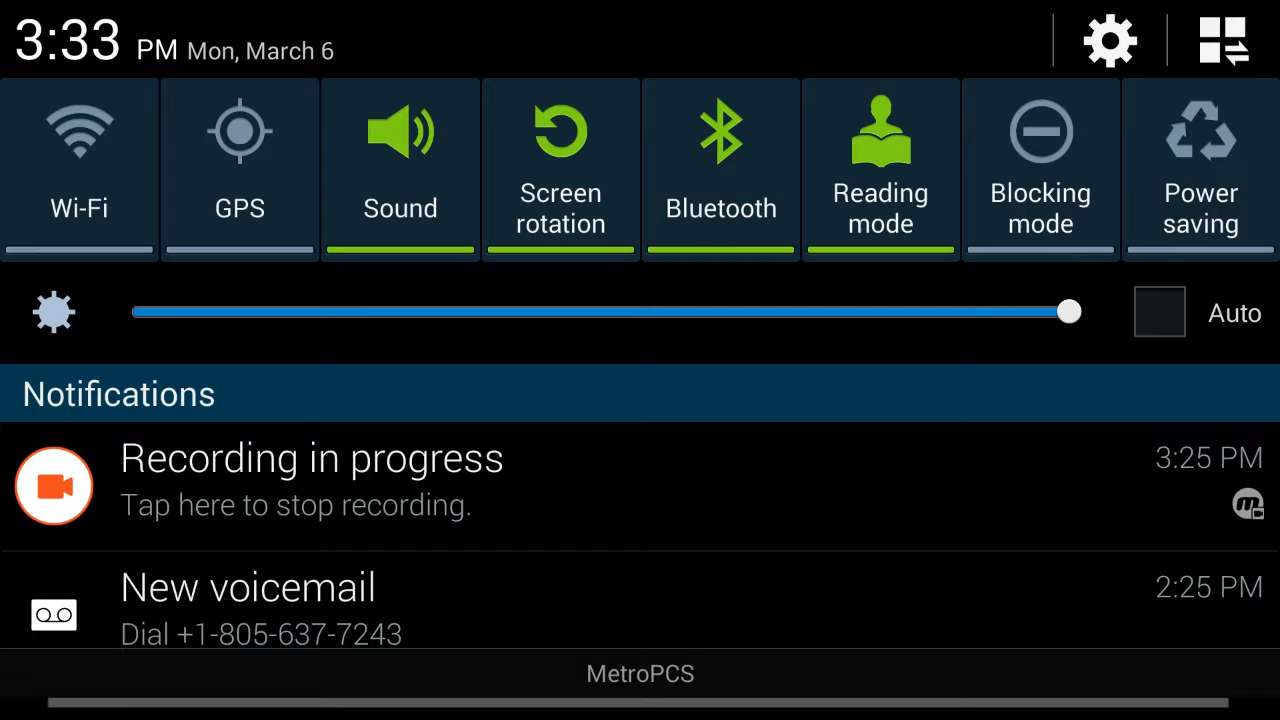 3:33 PM Mon, March 6
Wi-Fi
GPS
Sound
Screen
rotation
Bluetooth
Reading
mode
Blocking
mode
Power
saving
Auto
Notifications
Recording in progress 3:25 PM
Tap here to stop recording.
m
New voicemail 2:25 PM
Dial +1-805-637-7243
MetroPCS